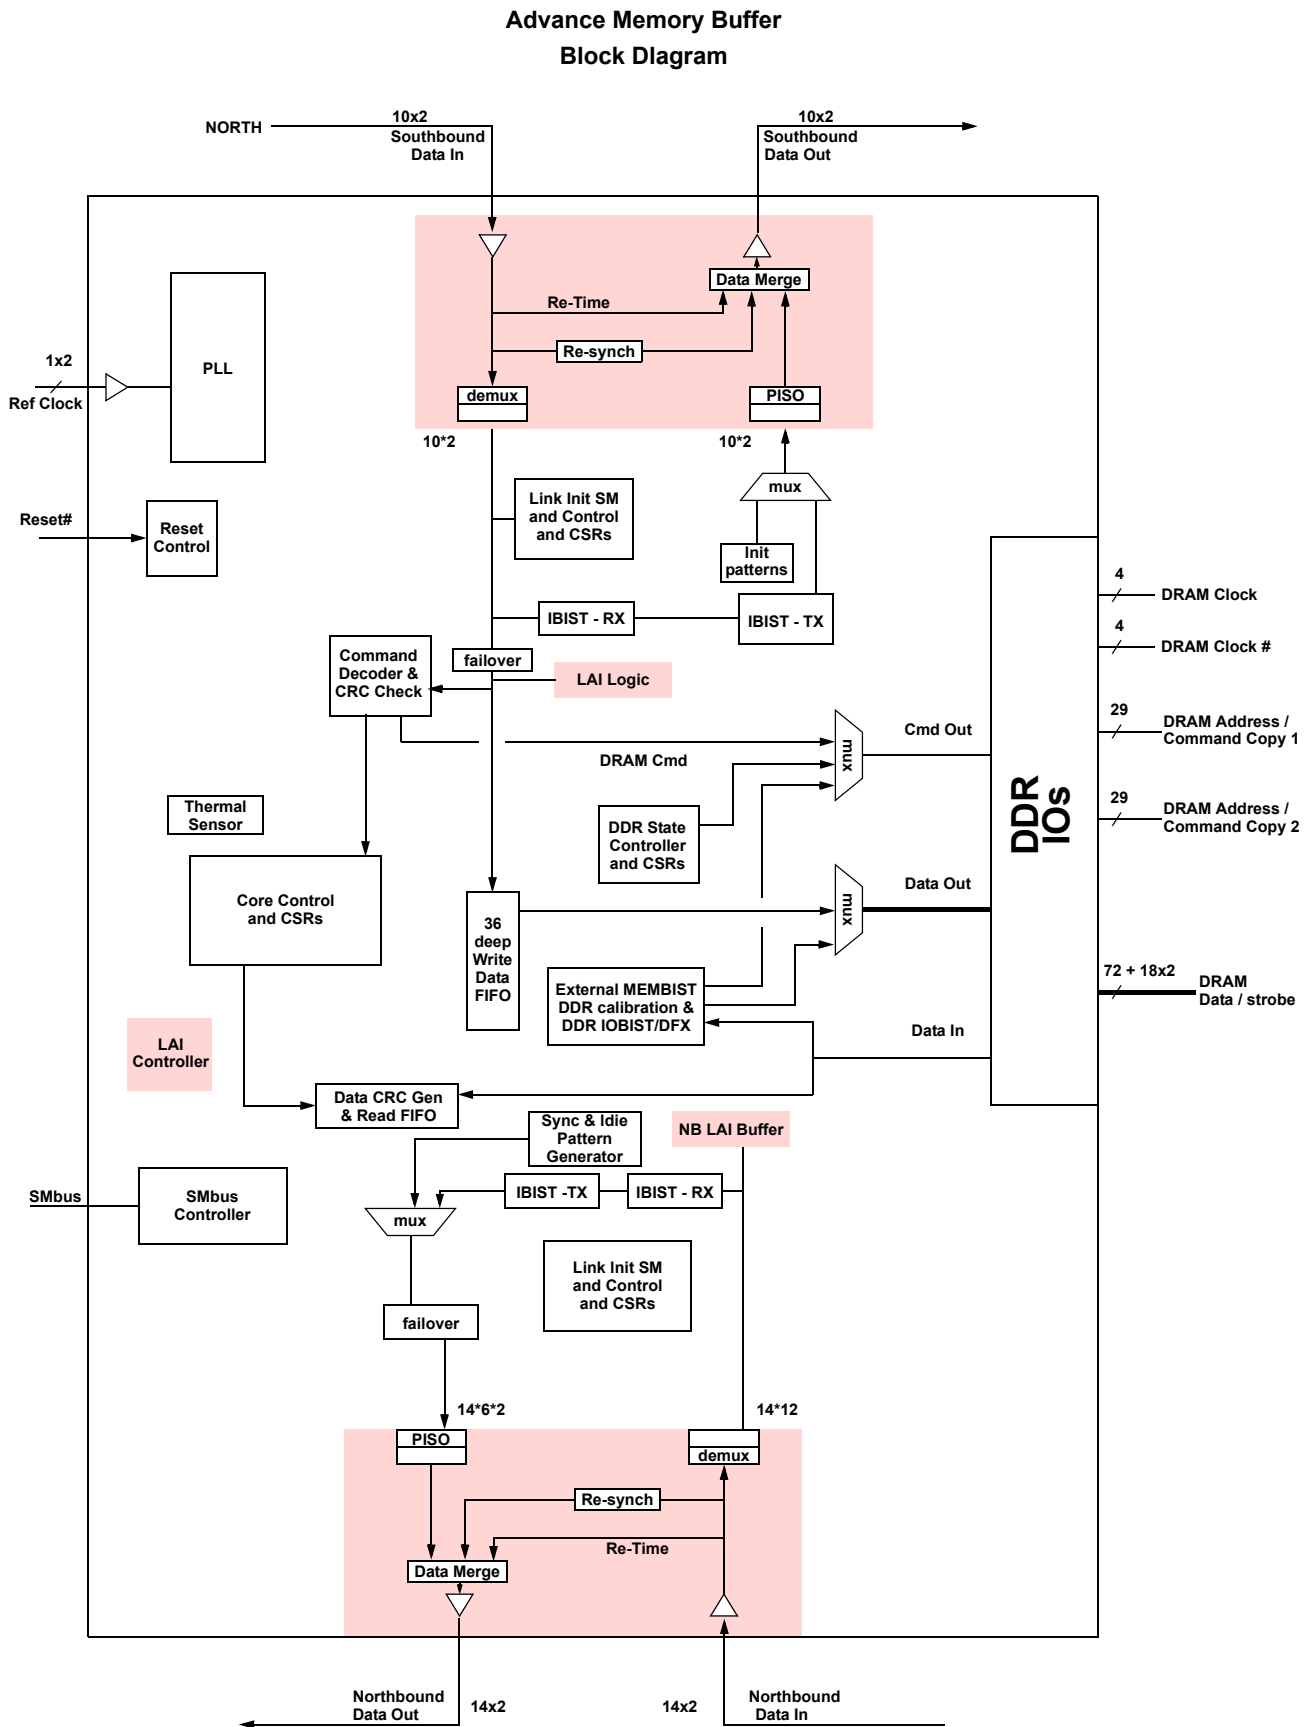 Advance Memory Buffer
Block DIagram
10x2
NORTH
Southbound
Data In
10x2
Southbound
Data Out
Data Merge
Re-Time
Re-synch
1x2
PLL
Ref Clock
demux
PISO
10*2
10*2
mux
Link Init SM
and Control
and CSRs
Reset#
Reset
Control
Init
patterns
4
DRAM Clock
IBIST - RX
IBIST - TX
4
DRAM Clock #
Command
Decoder &
CRC Check
failover
LAI Logic
29
DRAM Address /
Command Copy 1
Cmd Out
mux
DRAM Cmd
DDR
IOs
Thermal
Sensor
DDR State
Controller
and CSRs
29
DRAM Address /
Command Copy 2
Core Control
and CSRs
Data Out
mux
36
deep
Write
Data
FIFO
72 + 18x2
DRAM
Data / strobe
External MEMBIST
DDR calibration &
DDR IOBIST/DFX
Data In
LAI
Controller
Data CRC Gen
& Read FIFO
Sync & Idie
Pattern
Generator
NB LAI Buffer
SMbus
SMbus
Controller
IBIST -TX
IBIST - RX
mux
Link Init SM
and Control
and CSRs
failover
14*6*2
14*12
PISO
demux
Re-synch
Re-Time
Data Merge
Northbound
Data Out
14x2
14x2
Northbound
Data In